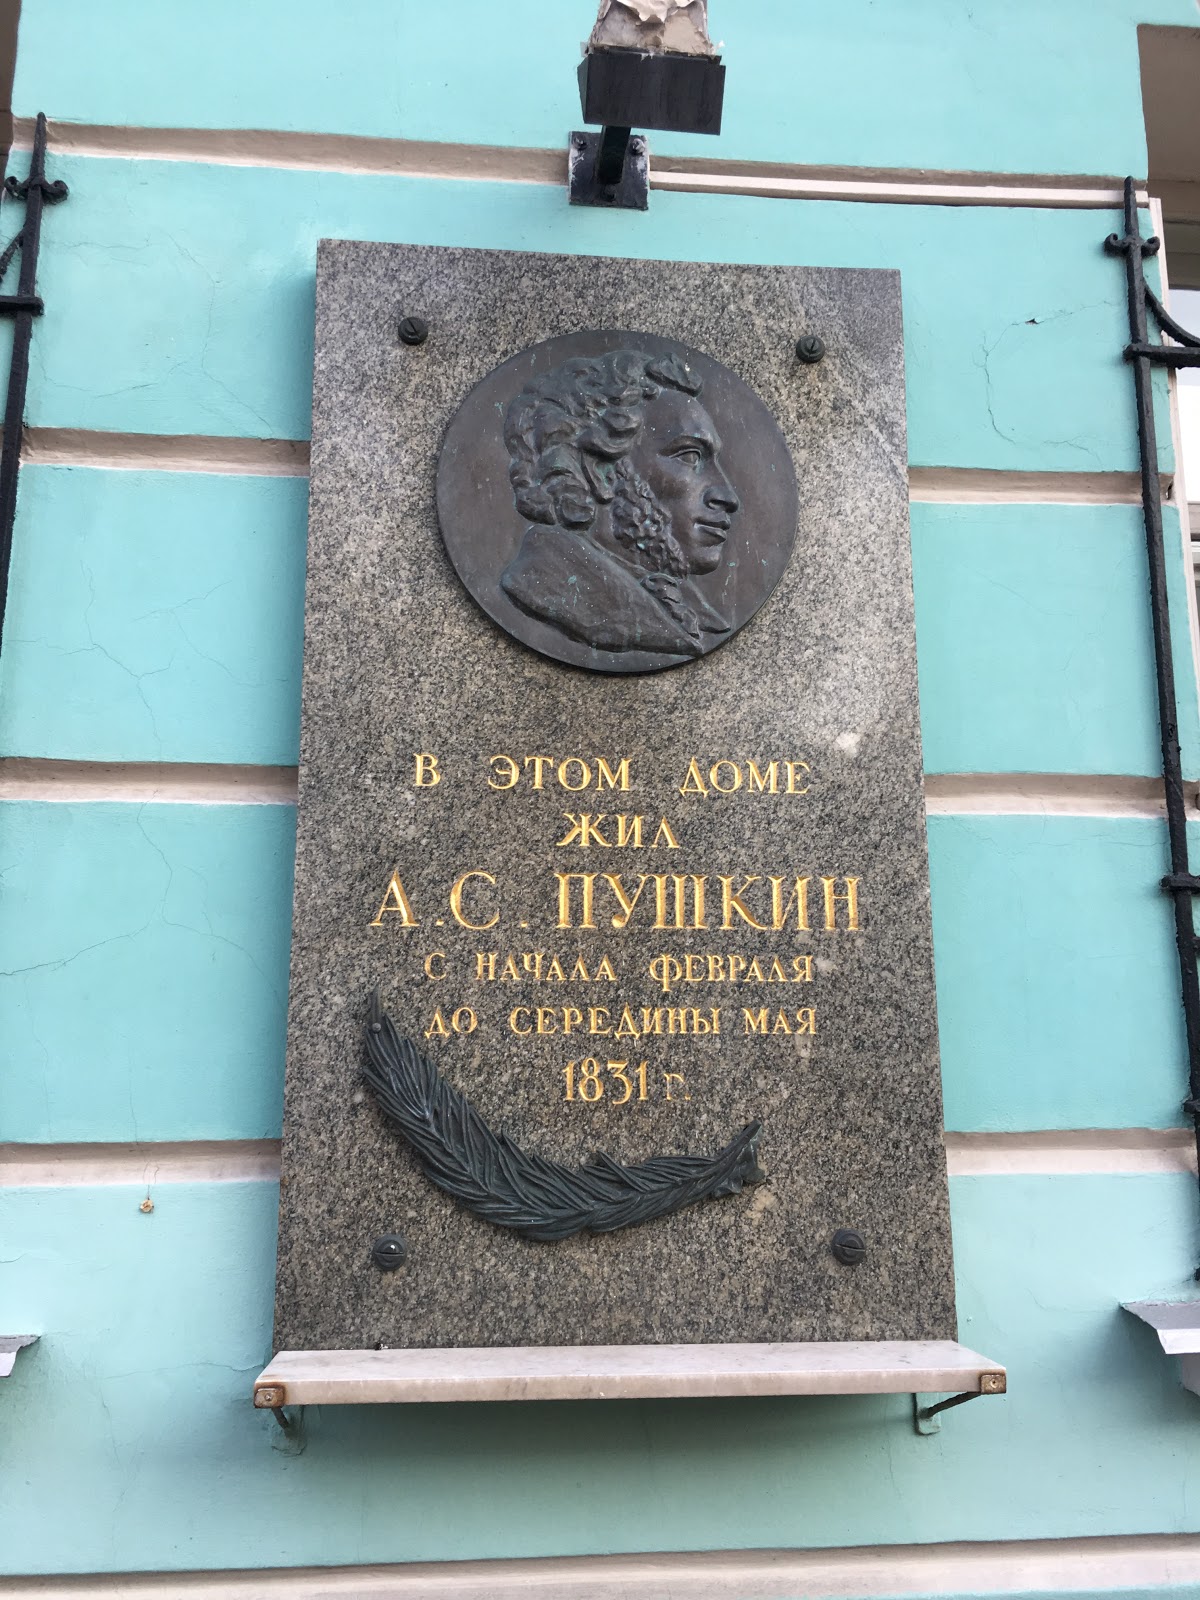 В ЭТОМ ДОМЕ
ЖИЛ
А.С. ПУШКИН
С НАЧАЛА ФЕВРАЛЯ
ДО СЕРЕДИНЫ МАЯ
1831 г.